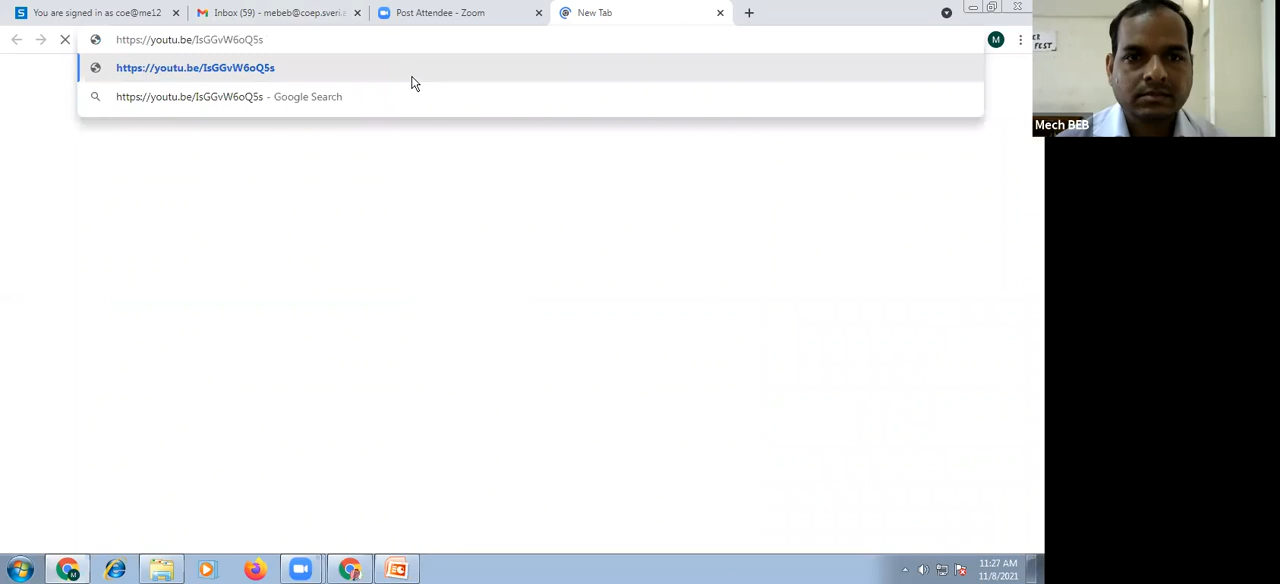 You are signed in as coe@me12
Inbox (59) - mebeb@coep.sveri.
Post Attendee - Zoom
New Tab
https://youtu.be/IsGGvW6oQ5s
M
https://youtu.be/IsGGvW6oQ5s
https://youtu.be/IsGGvW6oQ5s - Google Search
FEST
Mech BEB
11:27 AM
11/8/2021